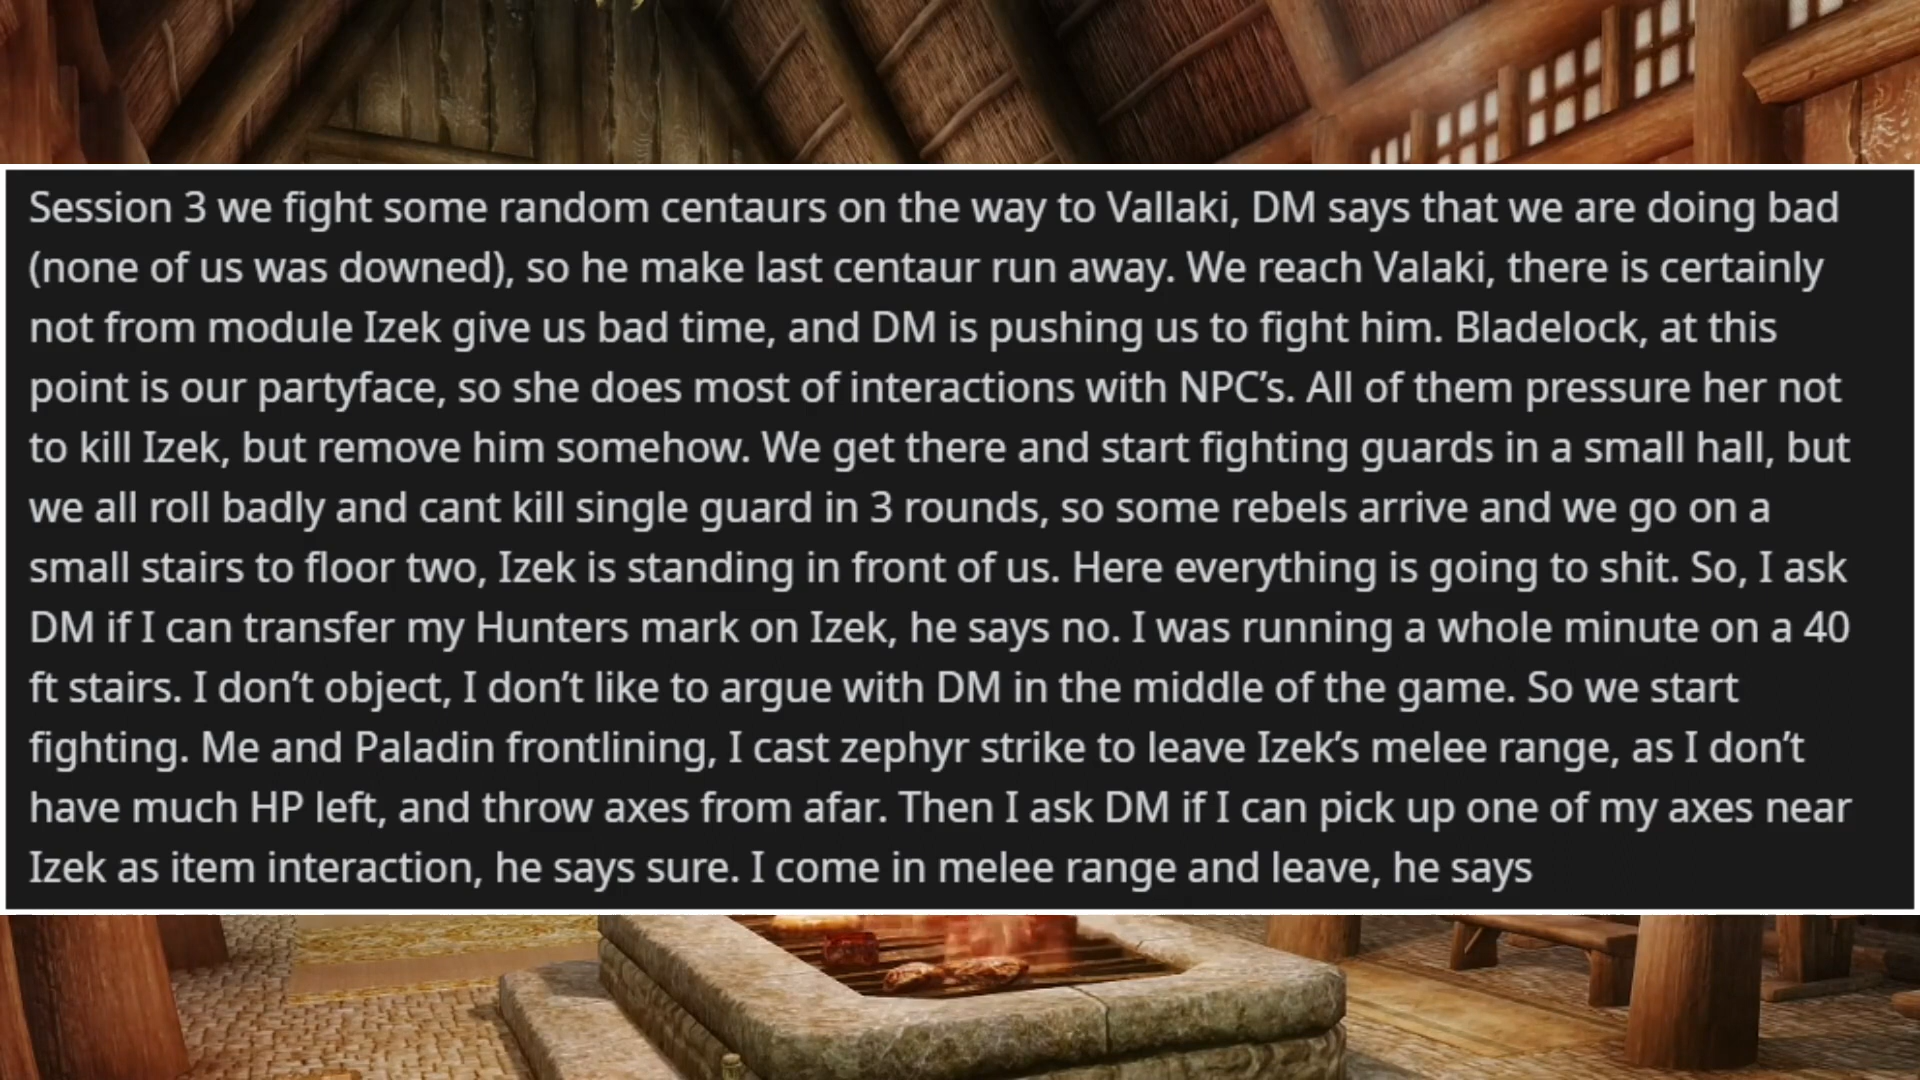 Session 3 we fight some random centaurs on the way to Vallaki, DM says that we are doing bad
(none of us was downed), so he make last centaur run away. We reach Valaki, there is certainly
not from module Izek give us bad time, and DM is pushing us to fight him. Bladelock, at this
point is our partyface, so she does most of interactions with NPC’s. All of them pressure her not
to kill Izek, but remove him somehow. We get there and start fighting guards in a small hall, but
we all roll badly and cant kill single guard in 3 rounds, so some rebels arrive and we go on a
small stairs to floor two, Izek is standing in front of us. Here everything is going to shit. So, I ask
DM if I can transfer my Hunters mark on Izek, he says no. I was running a whole minute on a 40
ft stairs. I don’t object, I don’t like to argue with DM in the middle of the game. So we start
fighting. Me and Paladin frontlining, I cast zephyr strike to leave Izek’s melee range, as I don’t
have much HP left, and throw axes from afar. Then I ask DM if I can pick up one of my axes near
Izek as item interaction, he says sure. I come in melee range and leave, he says